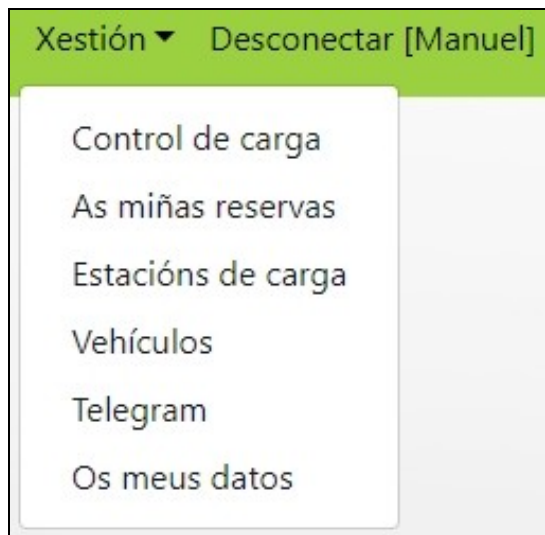 Xestión Desconectar [Manuel]
Control de carga
As miñas reservas
Estacións de carga
Vehículos
Telegram
Os meus datos